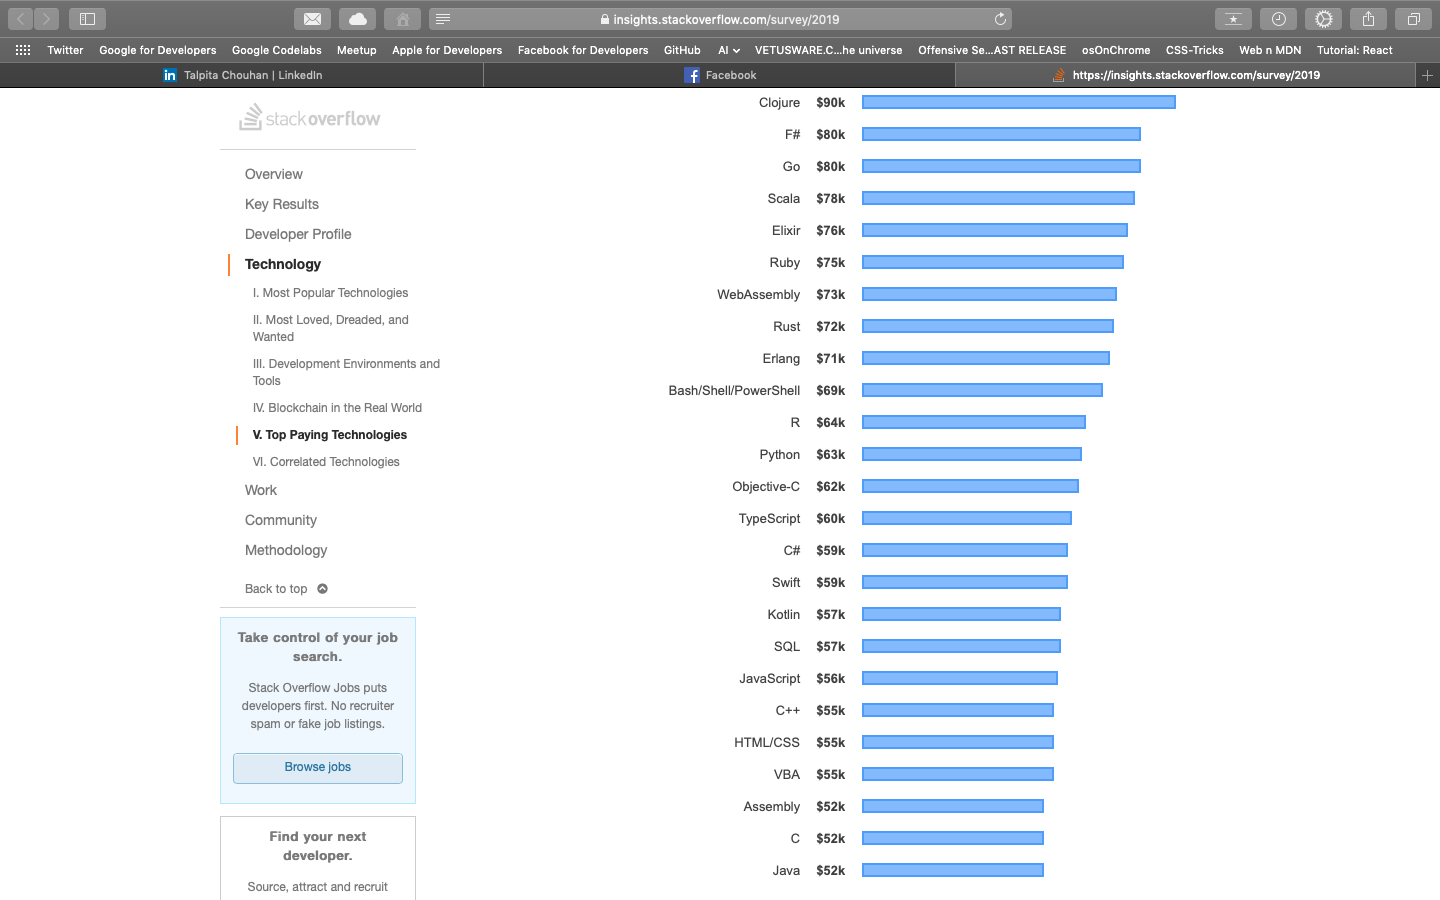 insights.stackoverflow.com/survey/2019
Twitter Google for Developers Google Codelabs Meetup Apple for Developers Facebook for Developers GitHub AI VETUSWARE.C...he universe Offensive Se...AST RELEASE osOnChrome CSS-Tricks Web n MDN Tutorial: React
in Talpita Chouhan | LinkedIn
f Facebook
https://insights.stackoverflow.com/survey/2019
stackoverflow
Overview
Key Results
Developer Profile
Technology
I. Most Popular Technologies
II. Most Loved, Dreaded, and
Wanted
III. Development Environments and
Tools
IV. Blockchain in the Real World
V. Top Paying Technologies
VI. Correlated Technologies
Work
Community
Methodology
Back to top
Take control of your job
search.
Stack Overflow Jobs puts
developers first. No recruiter
spam or fake job listings.
Browse jobs
Find your next
developer.
Source, attract and recruit
Clojure $90k
F# $80k
Go $80k
Scala $78k
Elixir $76k
Ruby $75k
WebAssembly $73k
Rust $72k
Erlang $71k
Bash/Shell/PowerShell $69k
R $64k
Python $63k
Objective-C $62k
TypeScript $60k
C# $59k
Swift $59k
Kotlin $57k
SQL $57k
JavaScript $56k
C++ $55k
HTML/CSS $55k
VBA $55k
Assembly $52k
C $52k
Java $52k